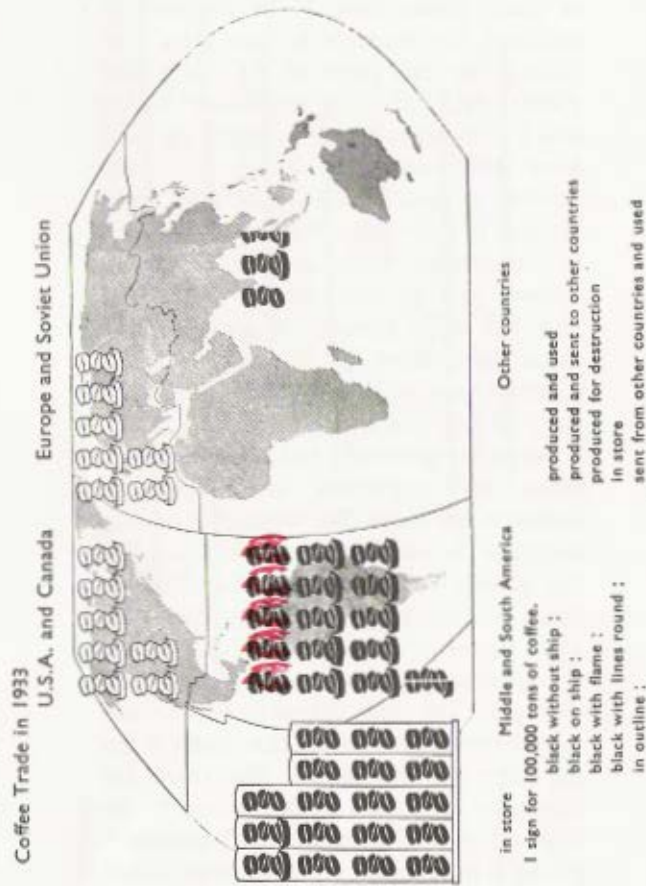 Coffee Trade in 1933
U.S.A. and Canada
Europe and Soviet Union
in store
Middle and South America
Other countries
1 sign for 100,000 tons of coffee.
black without ship : produced and used
black on ship : produced and sent to other countries
black with flame : produced for destruction
black with lines round : in store
in outline : sent from other countries and used